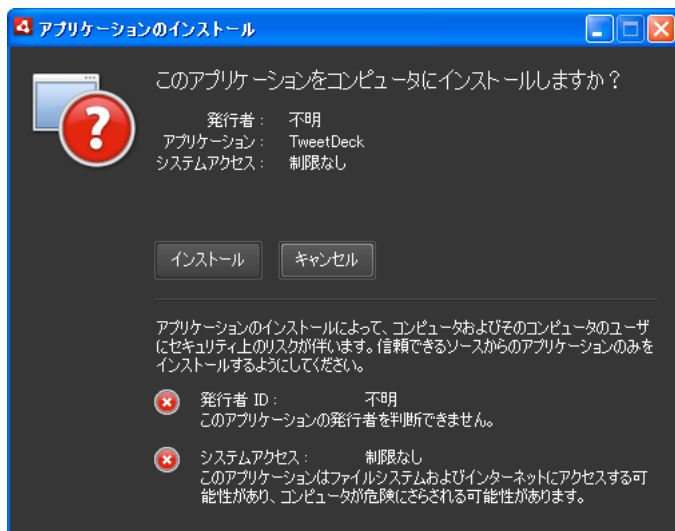 アプリケーションのインストール
このアプリケーションをコンピュータにインストールしますか？
発行者： 不明
アプリケーション： TweetDeck
システムアクセス： 制限なし
インストール キャンセル
アプリケーションのインストールによって、コンピュータおよびそのコンピュータのユーザ
にセキュリティ上のリスクが伴います。信頼できるソースからのアプリケーションのみを
インストールするようにしてください。
発行者 ID： 不明
このアプリケーションの発行者を判断できません。
システムアクセス： 制限なし
このアプリケーションはファイルシステムおよびインターネットにアクセスする可
能性があり、コンピュータが危険にさらされる可能性があります。